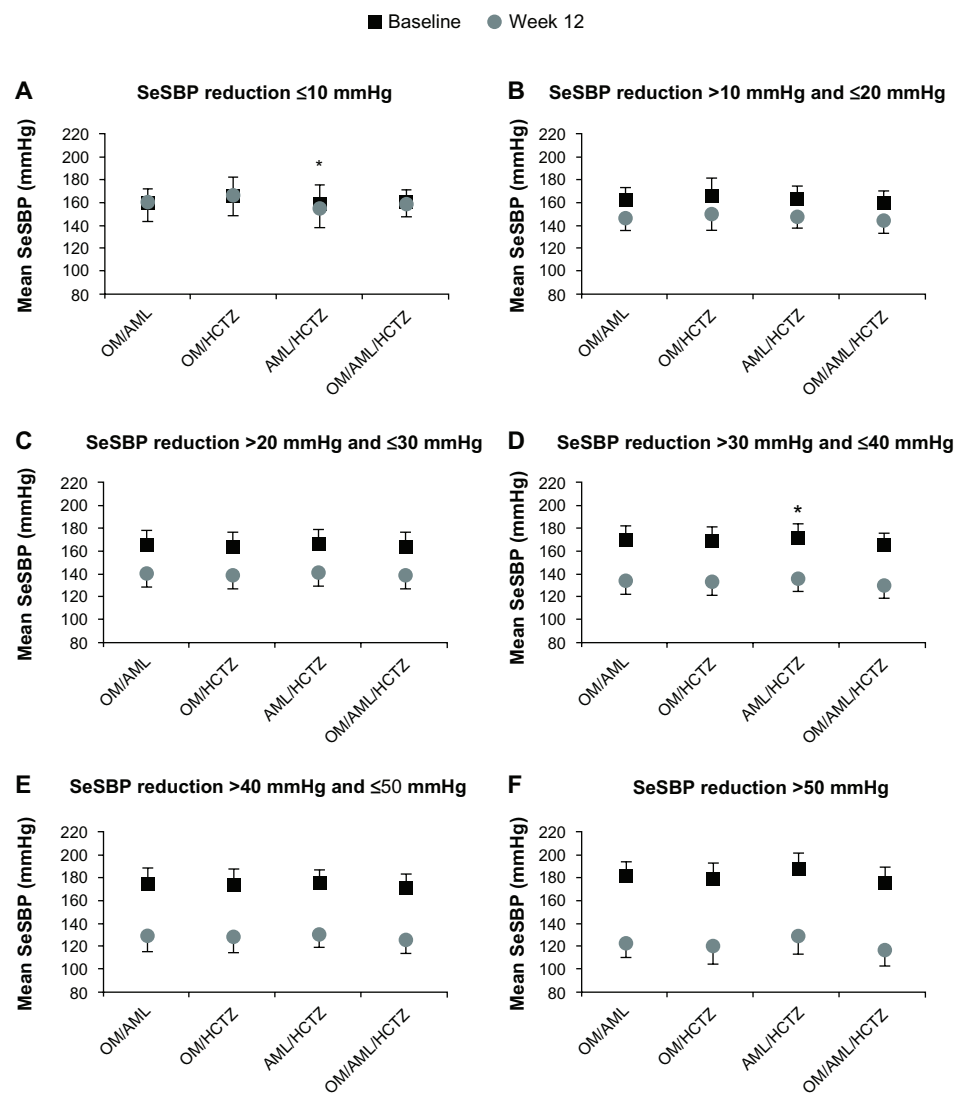 Baseline Week 12
A SeSBP reduction ≤10 mmHg
Mean SeSBP (mmHg)
220
200
180
160
140
120
100
80
*
OM/AML
OM/HCTZ
AML/HCTZ
OM/AML/HCTZ
B SeSBP reduction >10 mmHg and ≤20 mmHg
Mean SeSBP (mmHg)
220
200
180
160
140
120
100
80
OM/AML
OM/HCTZ
AML/HCTZ
OM/AML/HCTZ
C SeSBP reduction >20 mmHg and ≤30 mmHg
Mean SeSBP (mmHg)
220
200
180
160
140
120
100
80
OM/AML
OM/HCTZ
AML/HCTZ
OM/AML/HCTZ
D SeSBP reduction >30 mmHg and ≤40 mmHg
Mean SeSBP (mmHg)
220
200
180
160
140
120
100
80
*
OM/AML
OM/HCTZ
AML/HCTZ
OM/AML/HCTZ
E SeSBP reduction >40 mmHg and ≤50 mmHg
Mean SeSBP (mmHg)
220
200
180
160
140
120
100
80
OM/AML
OM/HCTZ
AML/HCTZ
OM/AML/HCTZ
F SeSBP reduction >50 mmHg
Mean SeSBP (mmHg)
220
200
180
160
140
120
100
80
OM/AML
OM/HCTZ
AML/HCTZ
OM/AML/HCTZ